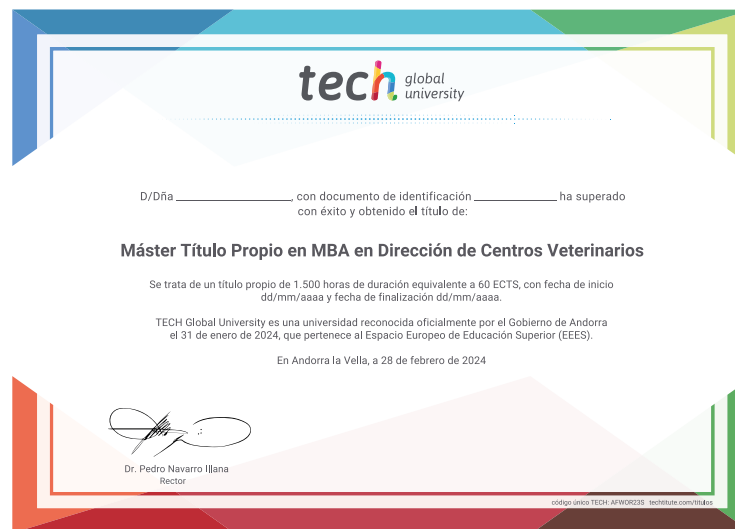 tech global
university
D/Dña ________________, con documento de identificación ____________ ha superado
con éxito y obtenido el título de:
Máster Título Propio en MBA en Dirección de Centros Veterinarios
Se trata de un título propio de 1.500 horas de duración equivalente a 60 ECTS, con fecha de inicio
dd/mm/aaaa y fecha de finalización dd/mm/aaaa.
TECH Global University es una universidad reconocida oficialmente por el Gobierno de Andorra
el 31 de enero de 2024, que pertenece al Espacio Europeo de Educación Superior (EEES).
En Andorra la Vella, a 28 de febrero de 2024
Dr. Pedro Navarro Illana
Rector
código único TECH: AFWOR23S techtitute.com/titulos